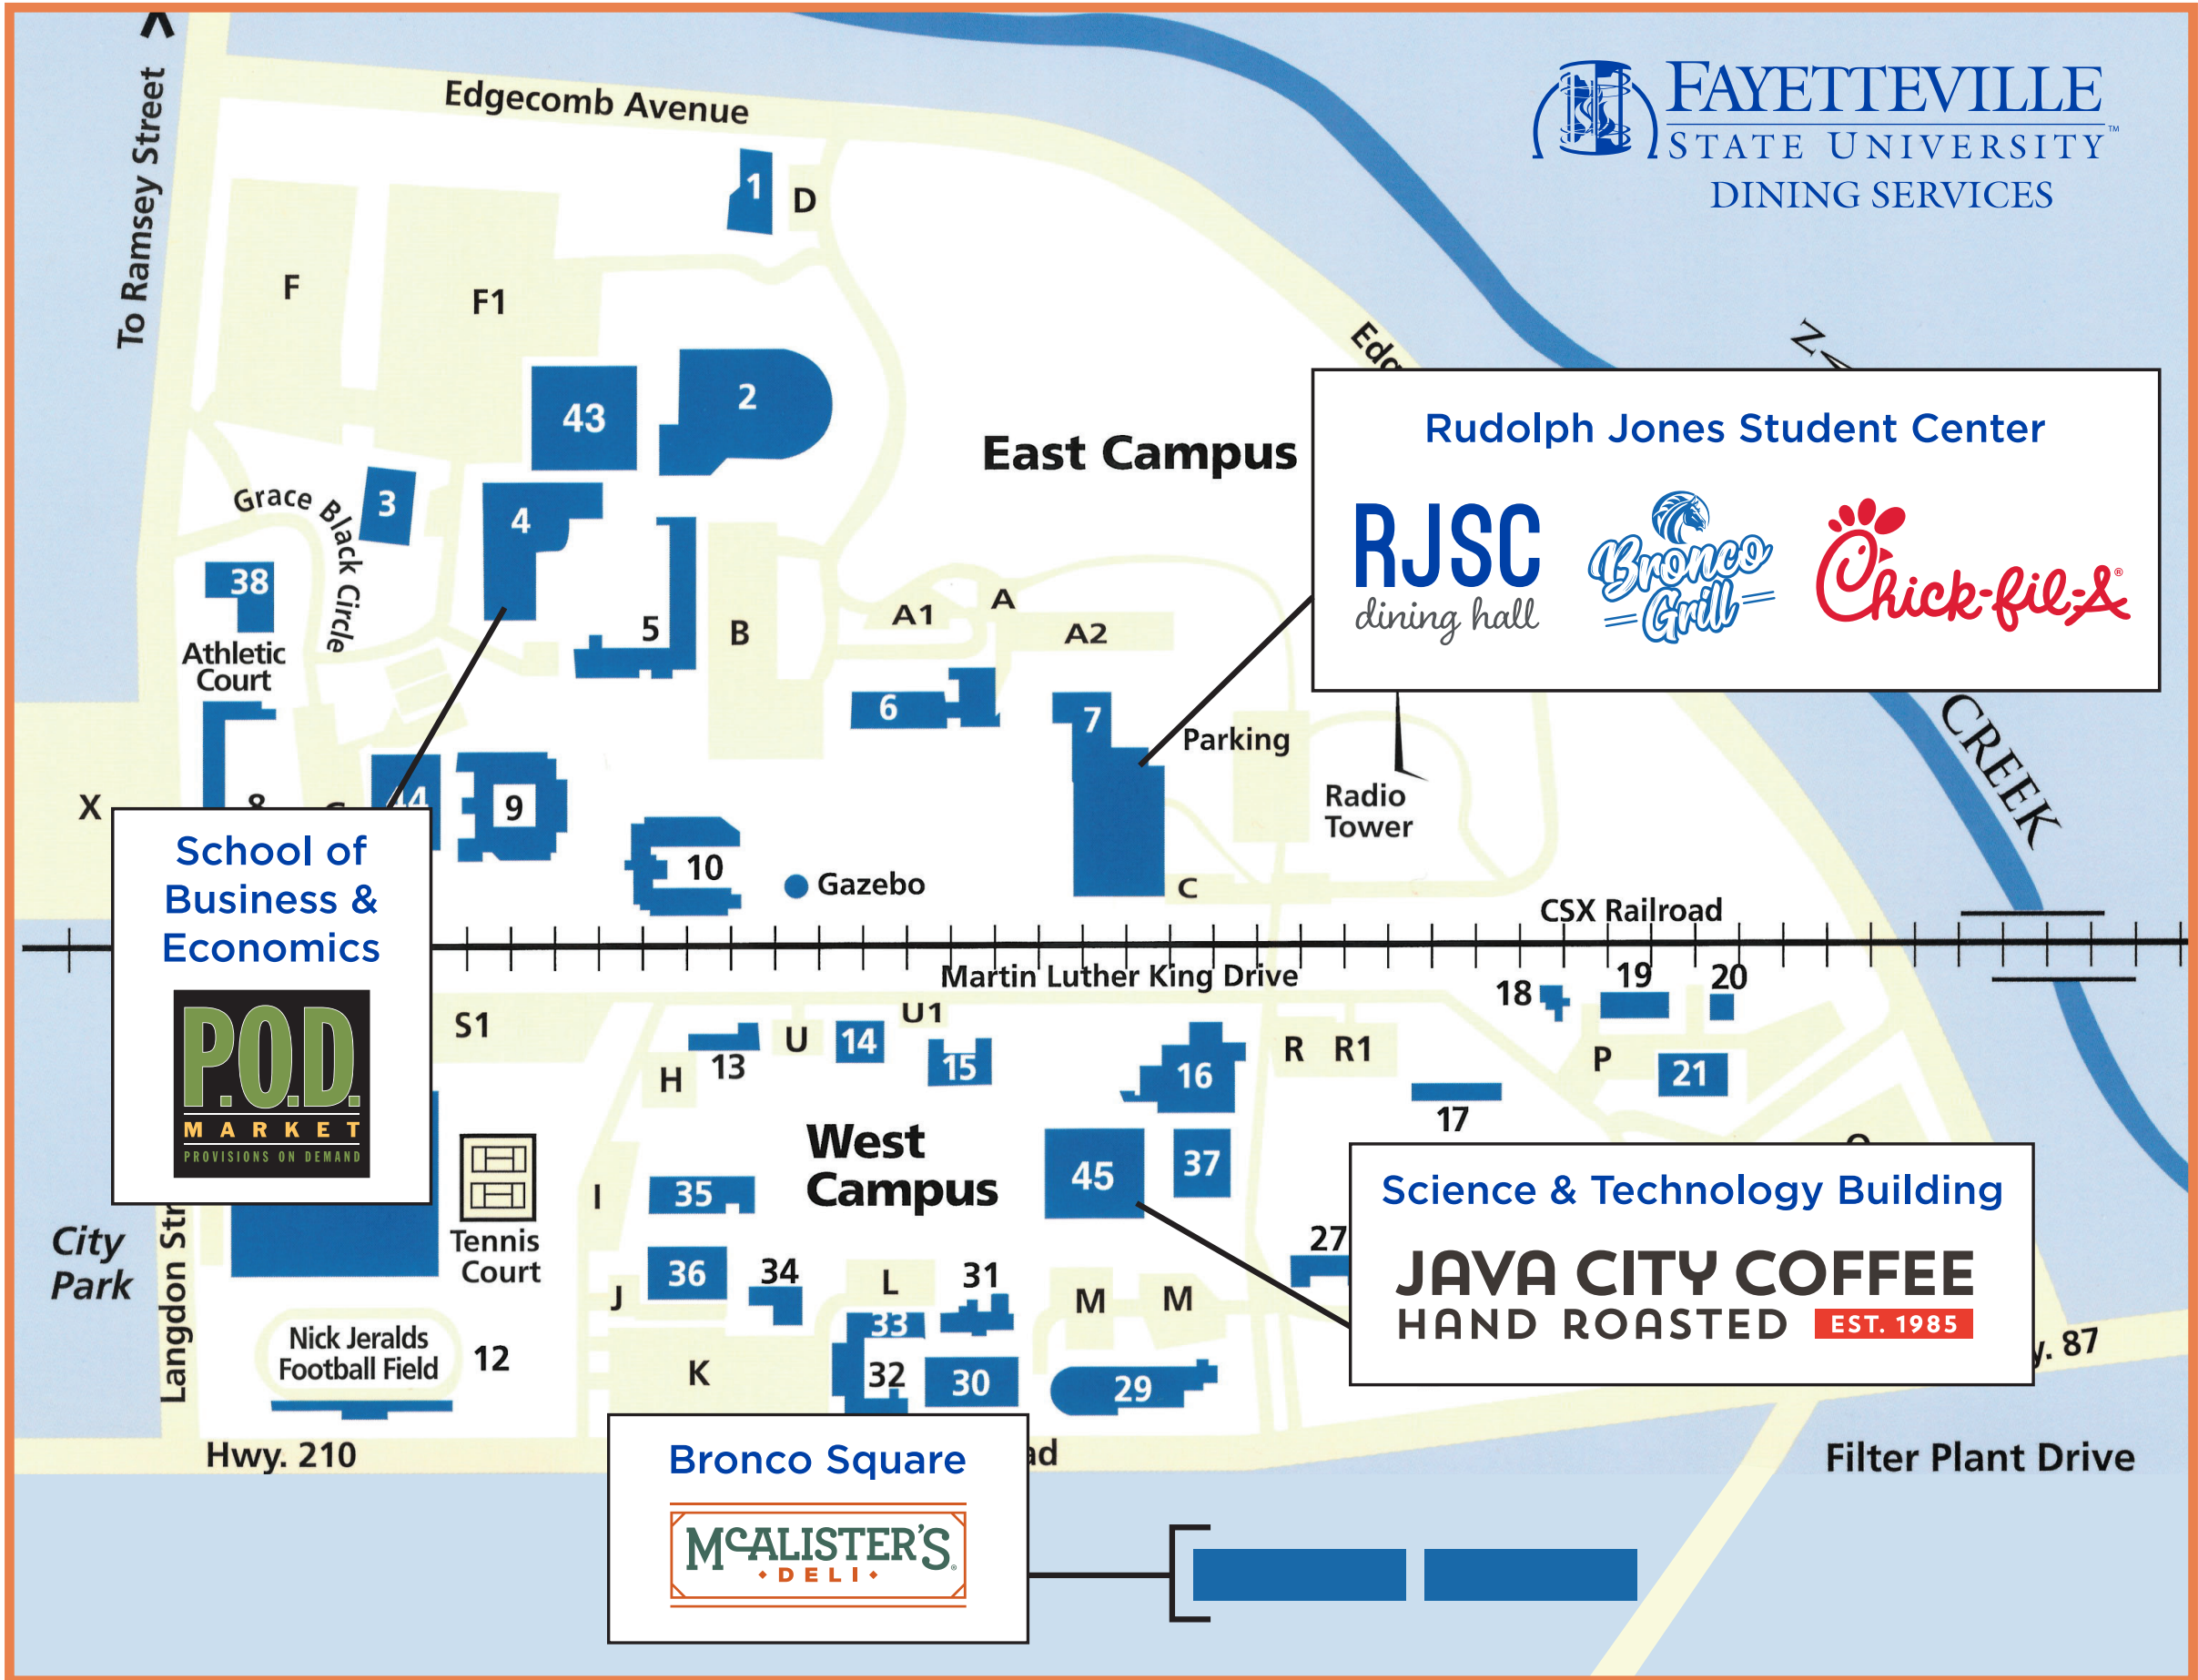 To Ramsey Street
Edgecomb Avenue
FAYETTEVILLE
STATE UNIVERSITY™
DINING SERVICES
1
D
F
F1
N
43
2
East Campus
Rudolph Jones Student Center
RJSC
dining hall
Bronco
Grill
Chick-fil-A®
Grace Black Circle
3
4
38
Athletic
Court
5
B
A1
A
A2
6
7
Parking
Radio
Tower
CREEK
X
8
44
9
10
Gazebo
C
School of
Business &
Economics
P.O.D.
MARKET
PROVISIONS ON DEMAND
CSX Railroad
Martin Luther King Drive
18
19
20
S1
H
13
U
14
U1
15
16
R
R1
17
P
21
West
Campus
45
37
I
35
Tennis
Court
City
Park
Langdon
36
34
J
L
31
M
M
27
Science & Technology Building
JAVA CITY COFFEE
HAND ROASTED
EST. 1985
Nick Jeralds
Football Field
12
K
33
32
30
29
87
Hwy. 210
Filter Plant Drive
Bronco Square
MCALISTER'S®
DELI